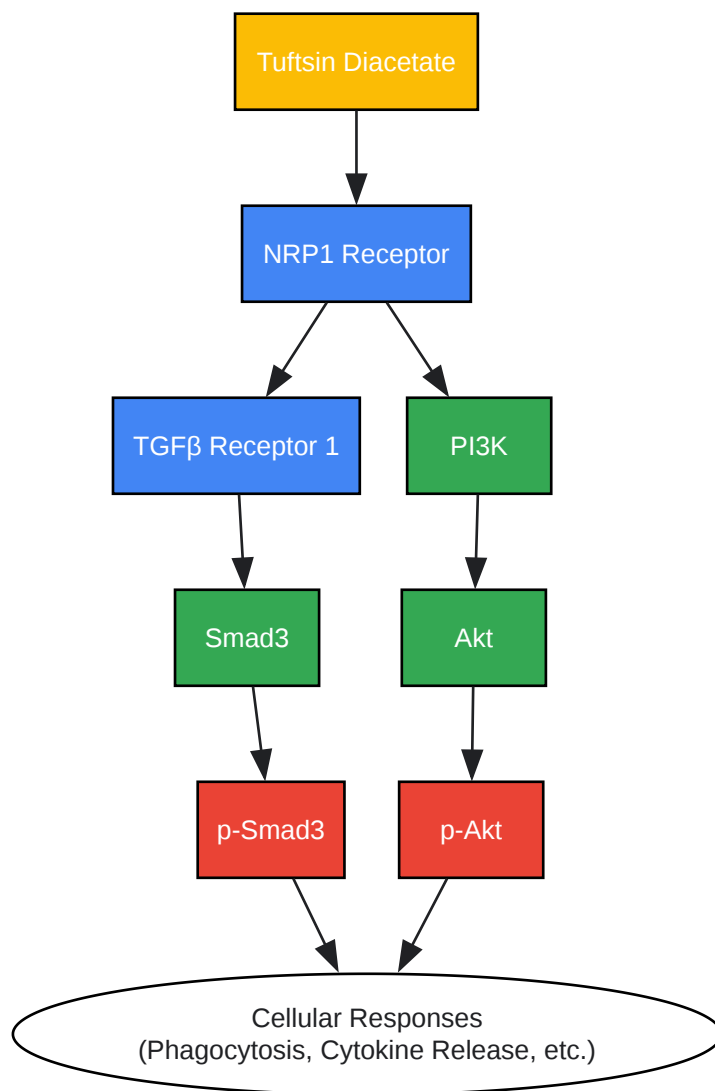 Tuftsin Diacetate
NRP1 Receptor
TGFβ Receptor 1
PI3K
Smad3
Akt
p-Smad3
p-Akt
Cellular Responses
(Phagocytosis, Cytokine Release, etc.)